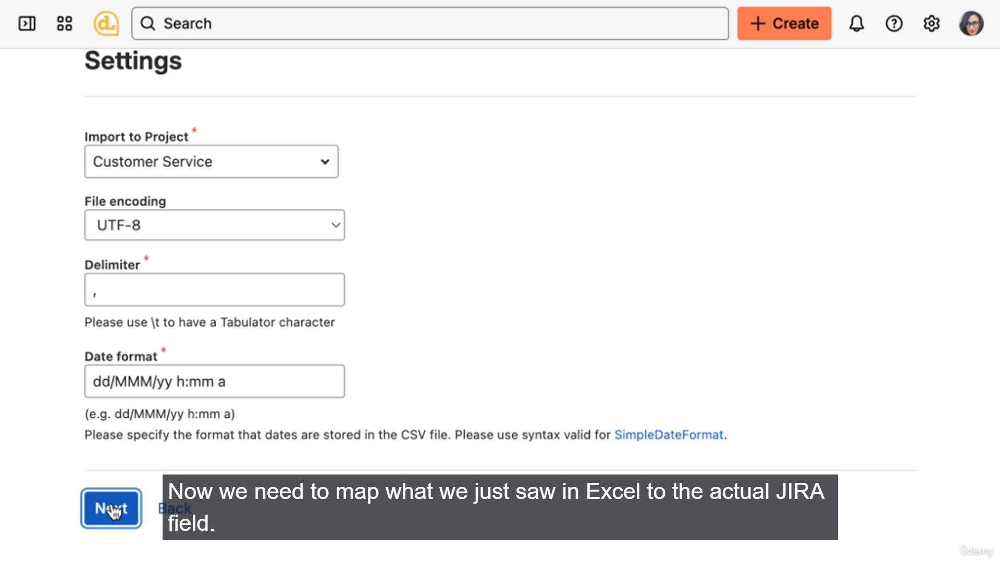 Search
+ Create
Settings
Import to Project *
Customer Service
File encoding
UTF-8
Delimiter *
,
Please use \t to have a Tabulator character
Date format *
dd/MMM/yy h:mm a
(e.g. dd/MMM/yy h:mm a)
Please specify the format that dates are stored in the CSV file. Please use syntax valid for SimpleDateFormat.
Next
Back
Now we need to map what we just saw in Excel to the actual JIRA
field.
ûdemy